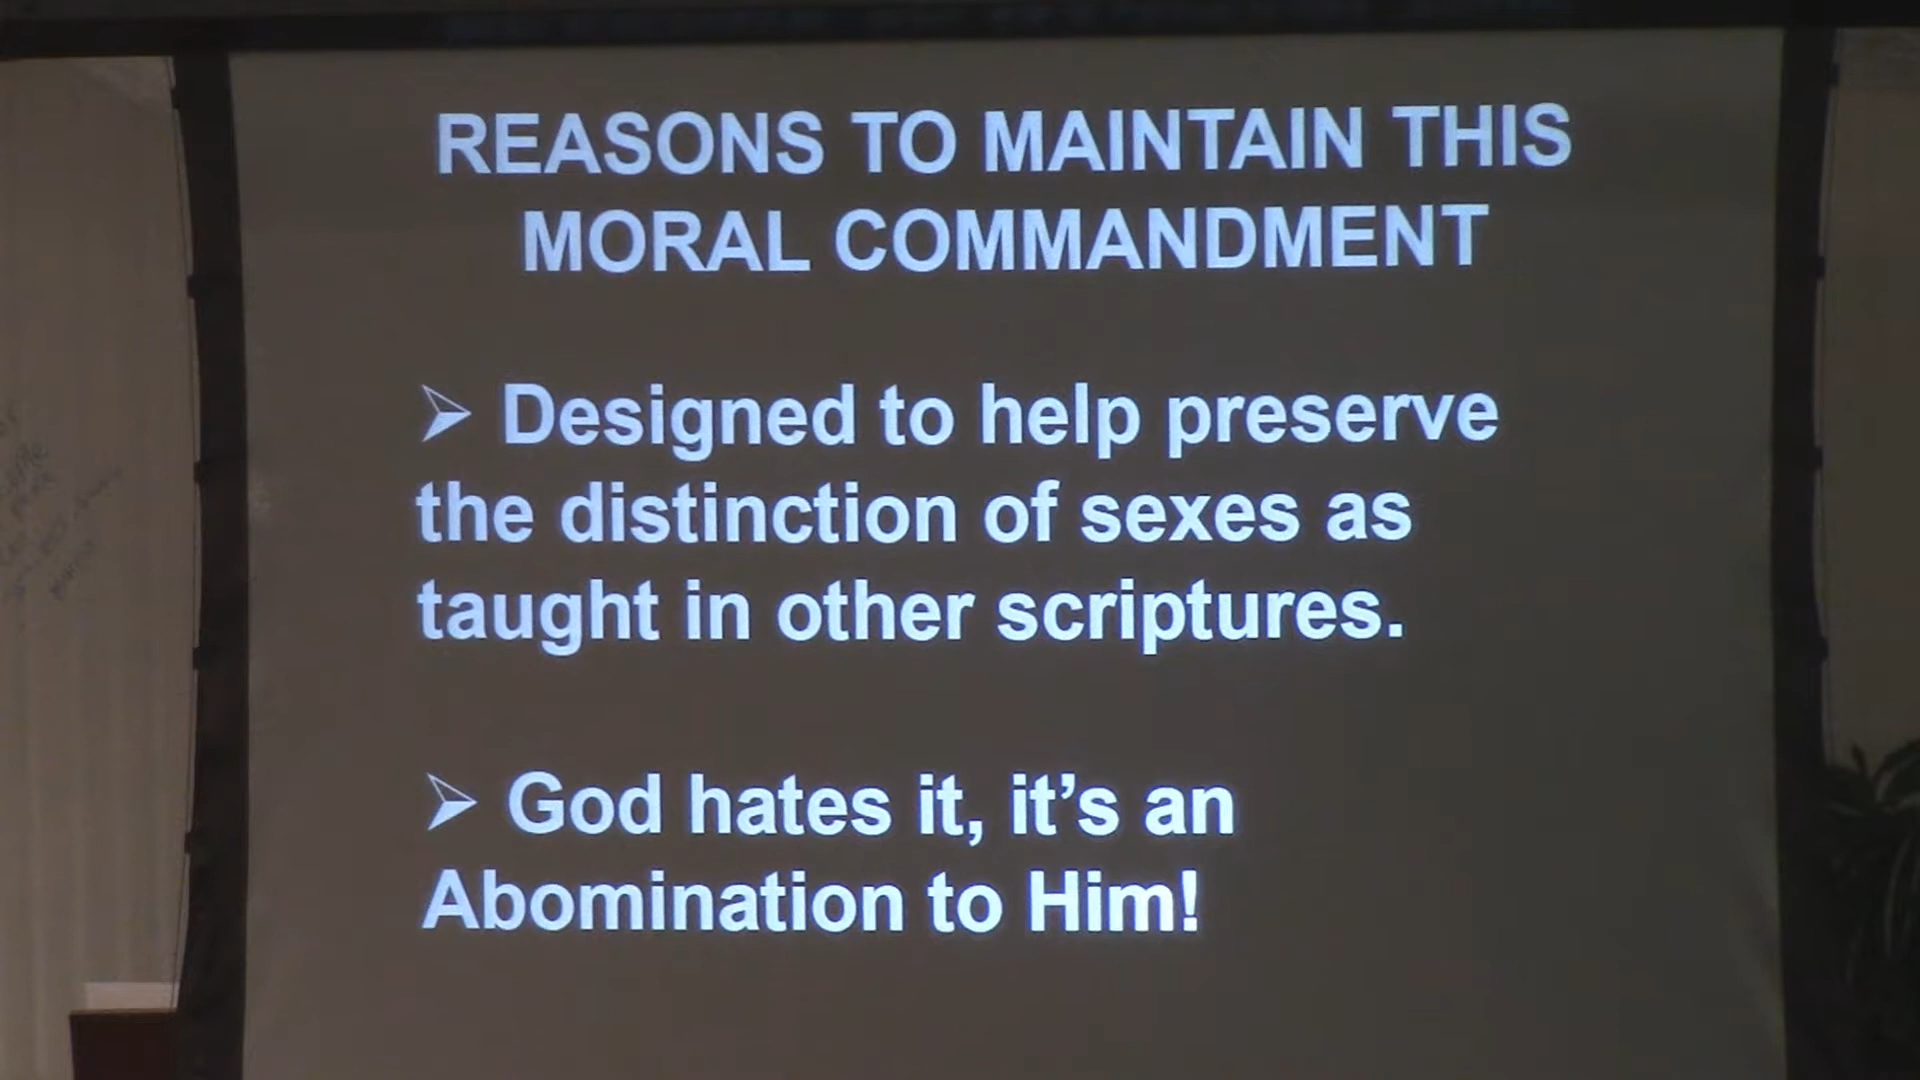 REASONS TO MAINTAIN THIS
MORAL COMMANDMENT
➢ Designed to help preserve
the distinction of sexes as
taught in other scriptures.
➢ God hates it, it’s an
Abomination to Him!